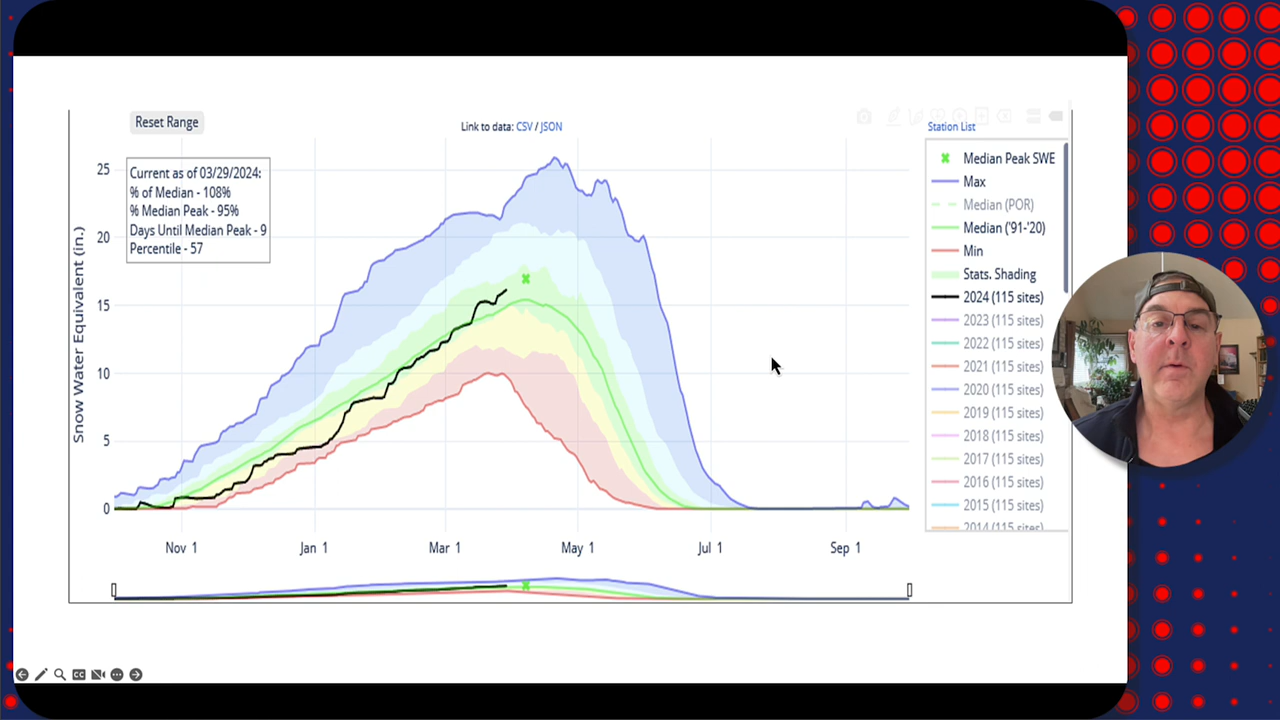 Reset Range
Link to data: CSV / JSON
Station List
Current as of 03/29/2024:
% of Median - 108%
% Median Peak - 95%
Days Until Median Peak - 9
Percentile - 57
Snow Water Equivalent (in.)
25
20
15
10
5
0
Nov 1
Jan 1
Mar 1
May 1
Jul 1
Sep 1
Median Peak SWE
Max
Median (POR)
Median ('91-'20)
Min
Stats. Shading
2024 (115 sites)
2023 (115 sites)
2022 (115 sites)
2021 (115 sites)
2020 (115 sites)
2019 (115 sites)
2018 (115 sites)
2017 (115 sites)
2016 (115 sites)
2015 (115 sites)
2014 (115 sites)
CC